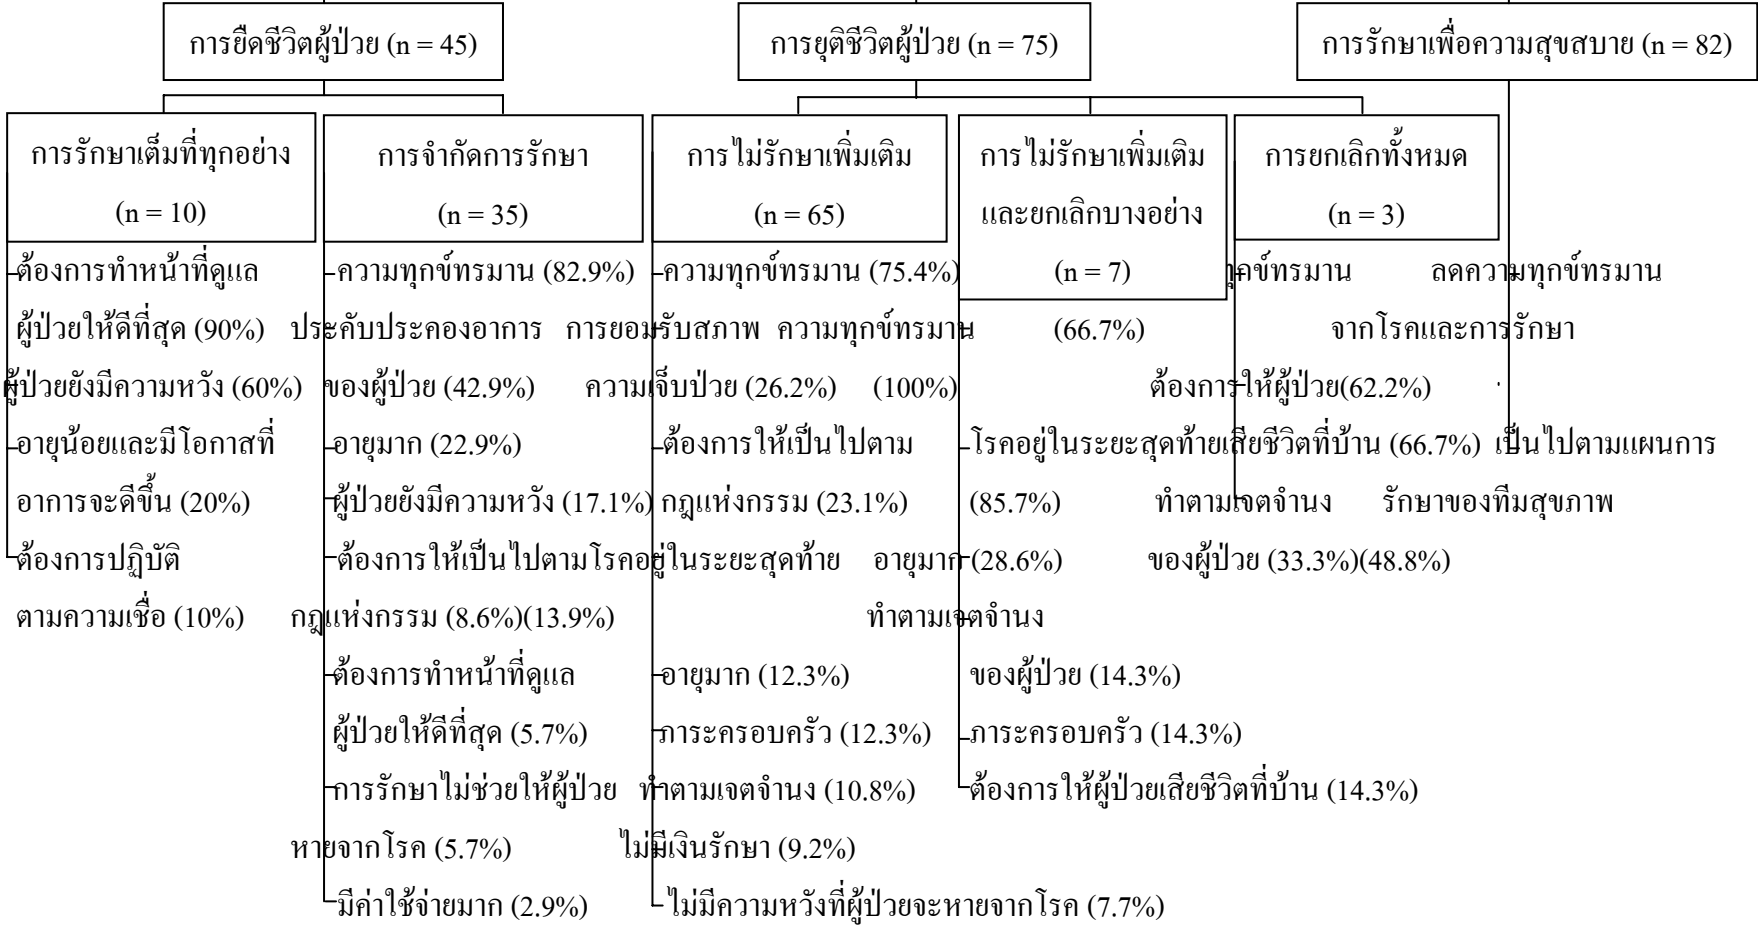 การยืดชีวิตผู้ป่วย (n = 45)
การยุติชีวิตผู้ป่วย (n = 75)
การรักษาเพื่อความสุขสบาย (n = 82)
การรักษาเต็มที่ทุกอย่าง
(n = 10)
การจำกัดการรักษา
(n = 35)
การไม่รักษาเพิ่มเติม
(n = 65)
การไม่รักษาเพิ่มเติม
และยกเลิกบางอย่าง
(n = 7)
การยกเลิกทั้งหมด
(n = 3)
ต้องการทำหน้าที่ดูแล ความทุกข์ทรมาน (82.9%) ความทุกข์ทรมาน (75.4%) ทุกข์ทรมาน ลดความทุกข์ทรมาน
ผู้ป่วยให้ดีที่สุด (90%) ประคับประคองอาการ การยอมรับสภาพ ความทุกข์ทรมาน (66.7%) จากโรคและการรักษา
ผู้ป่วยยังมีความหวัง (60%) ของผู้ป่วย (42.9%) ความเจ็บป่วย (26.2%) (100%) ต้องการให้ผู้ป่วย(62.2%)
อายุน้อยและมีโอกาสที่ อายุมาก (22.9%) ต้องการให้เป็นไปตาม โรคอยู่ในระยะสุดท้ายเสียชีวิตที่บ้าน (66.7%) เป็นไปตามแผนการ
อาการจะดีขึ้น (20%) ผู้ป่วยยังมีความหวัง (17.1%) กฎแห่งกรรม (23.1%) (85.7%) ทำตามเจตจำนง รักษาของทีมสุขภาพ
ต้องการปฏิบัติ ต้องการให้เป็นไปตามโรคอยู่ในระยะสุดท้าย อายุมาก (28.6%) ของผู้ป่วย (33.3%)(48.8%)
ตามความเชื่อ (10%) กฎแห่งกรรม (8.6%)(13.9%) ทำตามเจตจำนง
ต้องการทำหน้าที่ดูแล อายุมาก (12.3%) ของผู้ป่วย (14.3%)
ผู้ป่วยให้ดีที่สุด (5.7%) ภาระครอบครัว (12.3%) ภาระครอบครัว (14.3%)
การรักษาไม่ช่วยให้ผู้ป่วย ทำตามเจตจำนง (10.8%) ต้องการให้ผู้ป่วยเสียชีวิตที่บ้าน (14.3%)
หายจากโรค (5.7%) ไม่มีเงินรักษา (9.2%)
มีค่าใช้จ่ายมาก (2.9%) ไม่มีความหวังที่ผู้ป่วยจะหายจากโรค (7.7%)